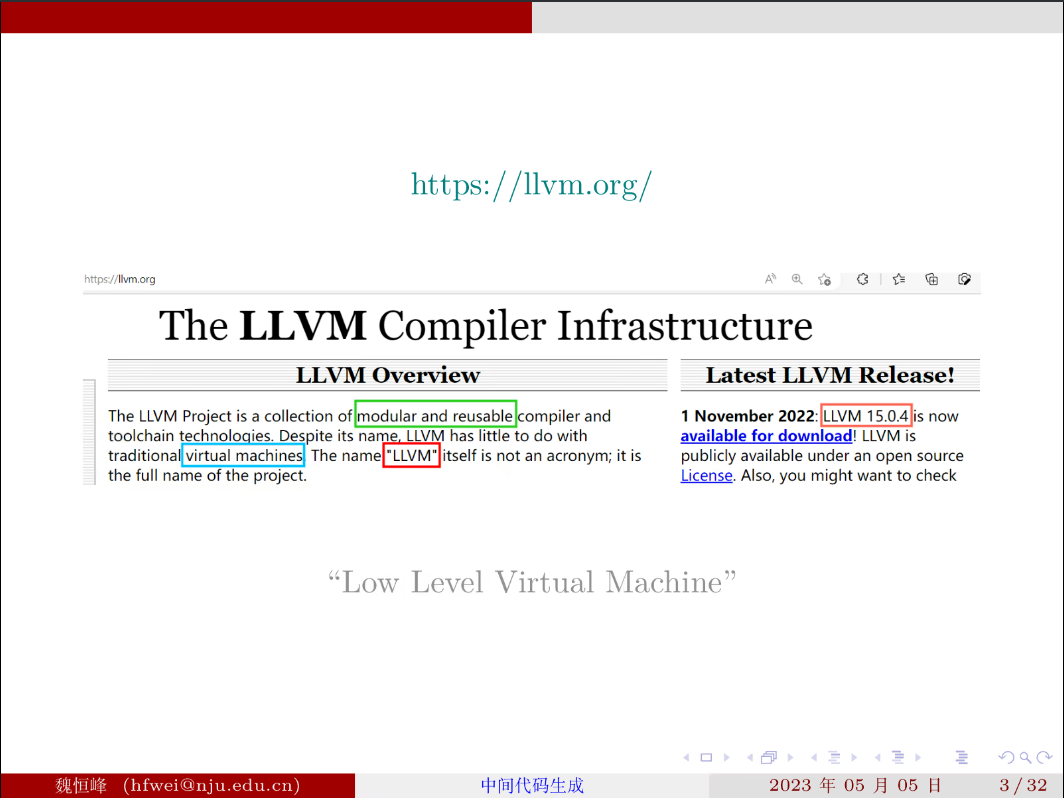 https://llvm.org/
https://llvm.org
The LLVM Compiler Infrastructure
LLVM Overview
The LLVM Project is a collection of modular and reusable compiler and
toolchain technologies. Despite its name, LLVM has little to do with
traditional virtual machines. The name "LLVM" itself is not an acronym; it is
the full name of the project.
Latest LLVM Release!
1 November 2022: LLVM 15.0.4 is now
available for download! LLVM is
publicly available under an open source
License. Also, you might want to check
“Low Level Virtual Machine”
魏恒峰 (hfwei@nju.edu.cn)
中间代码生成
2023 年 05 月 05 日
3 / 32